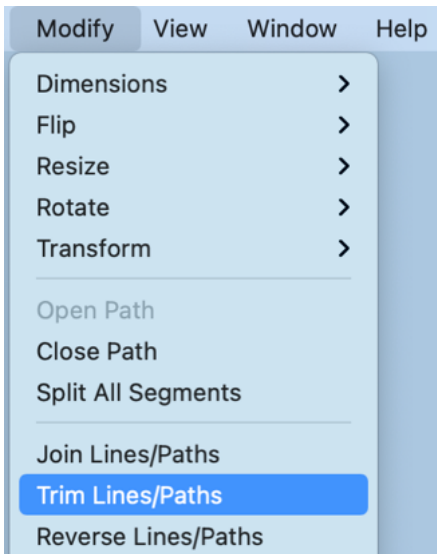 Modify View Window Help
Dimensions
Flip
Resize
Rotate
Transform
Open Path
Close Path
Split All Segments
Join Lines/Paths
Trim Lines/Paths
Reverse Lines/Paths